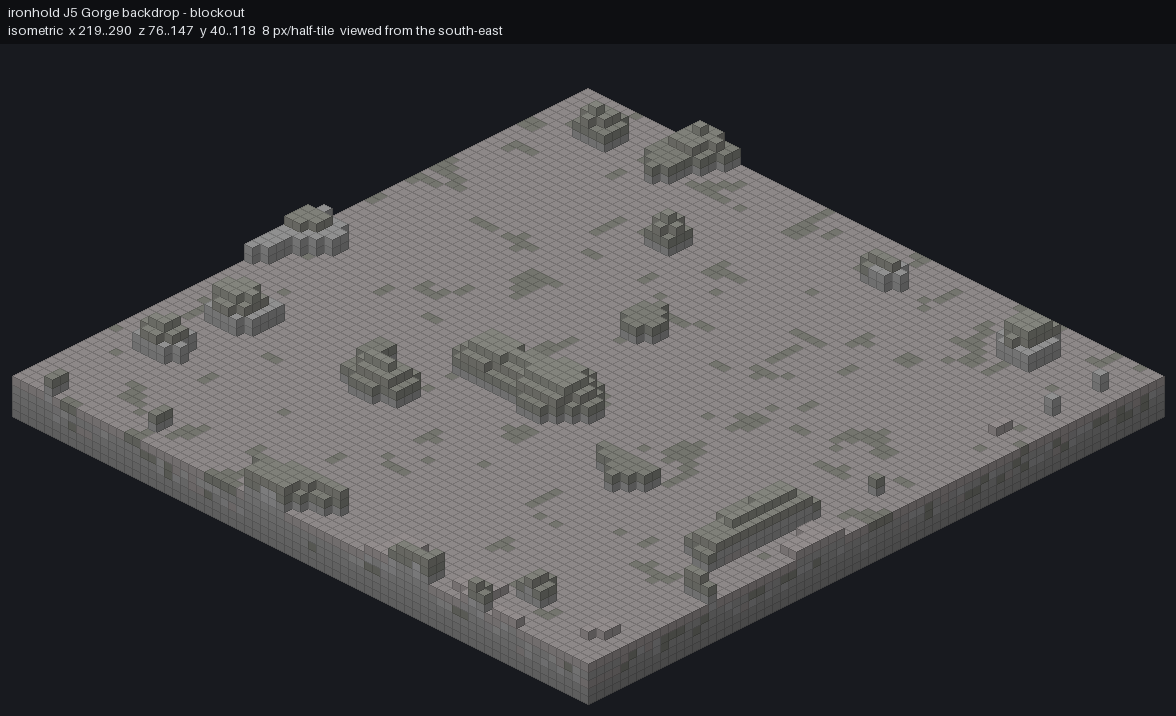 ironhold J5 Gorge backdrop - blockout
isometric  x 219..290  z 76..147  y 40..118  8 px/half-tile  viewed from the south-east